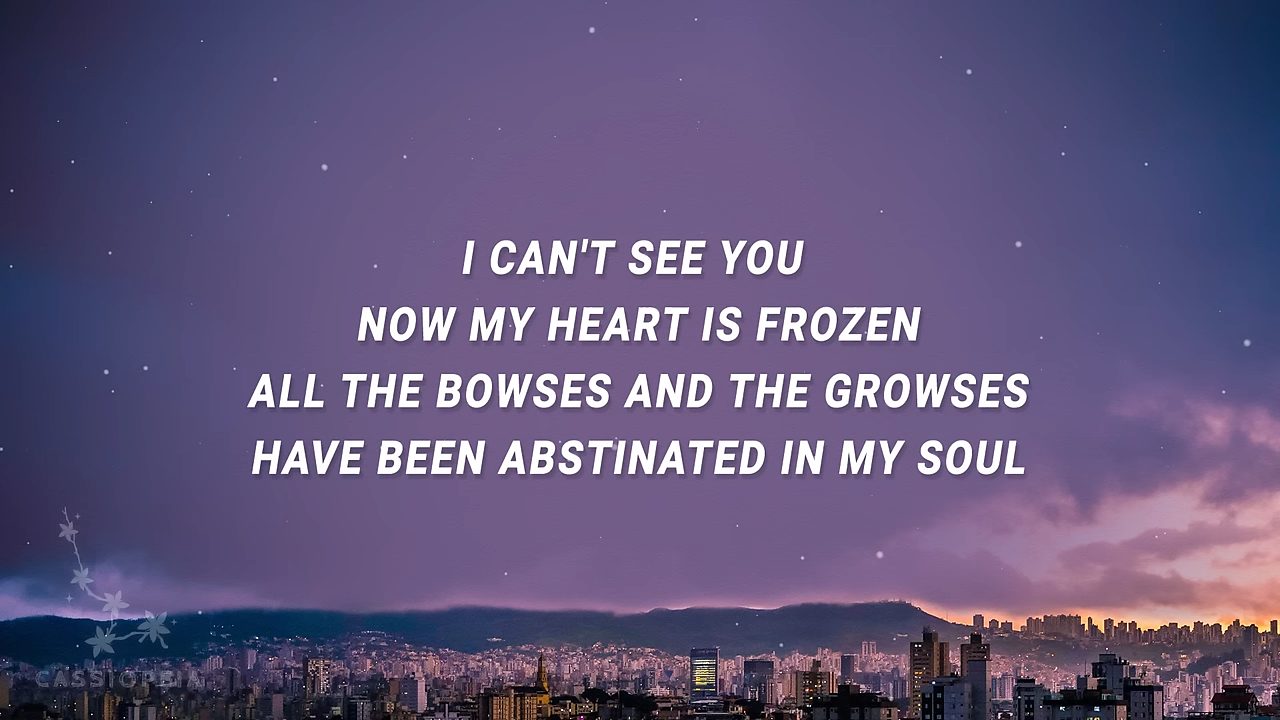 I CAN'T SEE YOU
NOW MY HEART IS FROZEN
ALL THE BOWSES AND THE GROWSES
HAVE BEEN ABSTINATED IN MY SOUL
CASSIOPEIA